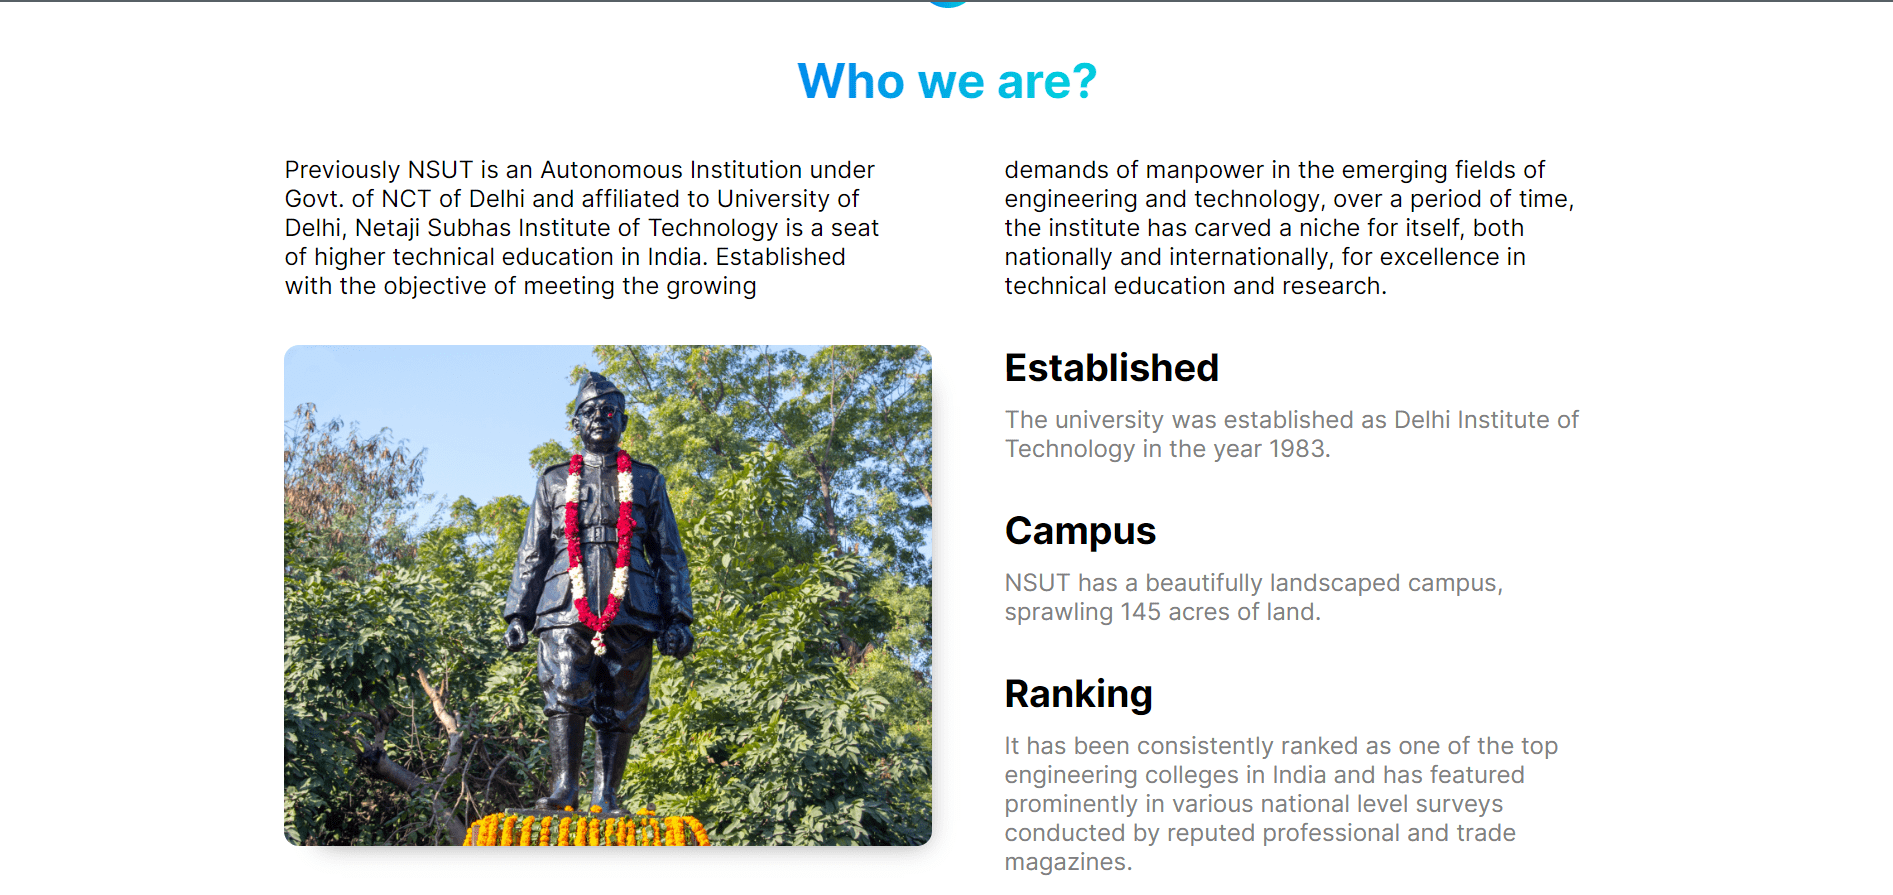 Who we are?
Previously NSUT is an Autonomous Institution under
Govt. of NCT of Delhi and affiliated to University of
Delhi, Netaji Subhas Institute of Technology is a seat
of higher technical education in India. Established
with the objective of meeting the growing
demands of manpower in the emerging fields of
engineering and technology, over a period of time,
the institute has carved a niche for itself, both
nationally and internationally, for excellence in
technical education and research.
Established
The university was established as Delhi Institute of
Technology in the year 1983.
Campus
NSUT has a beautifully landscaped campus,
sprawling 145 acres of land.
Ranking
It has been consistently ranked as one of the top
engineering colleges in India and has featured
prominently in various national level surveys
conducted by reputed professional and trade
magazines.